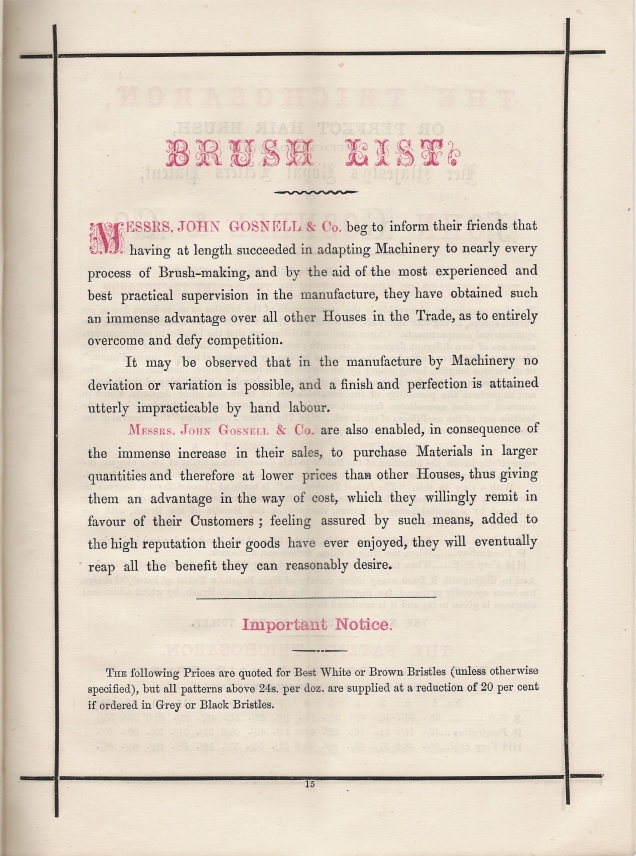 BRUSH LIST.
MESSRS. JOHN GOSNELL & Co. beg to inform their friends that
having at length succeeded in adapting Machinery to nearly every
process of Brush-making, and by the aid of the most experienced and
best practical supervision in the manufacture, they have obtained such
an immense advantage over all other Houses in the Trade, as to entirely
overcome and defy competition.
It may be observed that in the manufacture by Machinery no
deviation or variation is possible, and a finish and perfection is attained
utterly impracticable by hand labour.
MESSRS. JOHN GOSNELL & Co. are also enabled, in consequence of
the immense increase in their sales, to purchase Materials in larger
quantities and therefore at lower prices than other Houses, thus giving
them an advantage in the way of cost, which they willingly remit in
favour of their Customers ; feeling assured by such means, added to
the high reputation their goods have ever enjoyed, they will eventually
reap all the benefit they can reasonably desire.
Important Notice.
THE following Prices are quoted for Best White or Brown Bristles (unless otherwise
specified), but all patterns above 24s. per doz. are supplied at a reduction of 20 per cent
if ordered in Grey or Black Bristles.
15